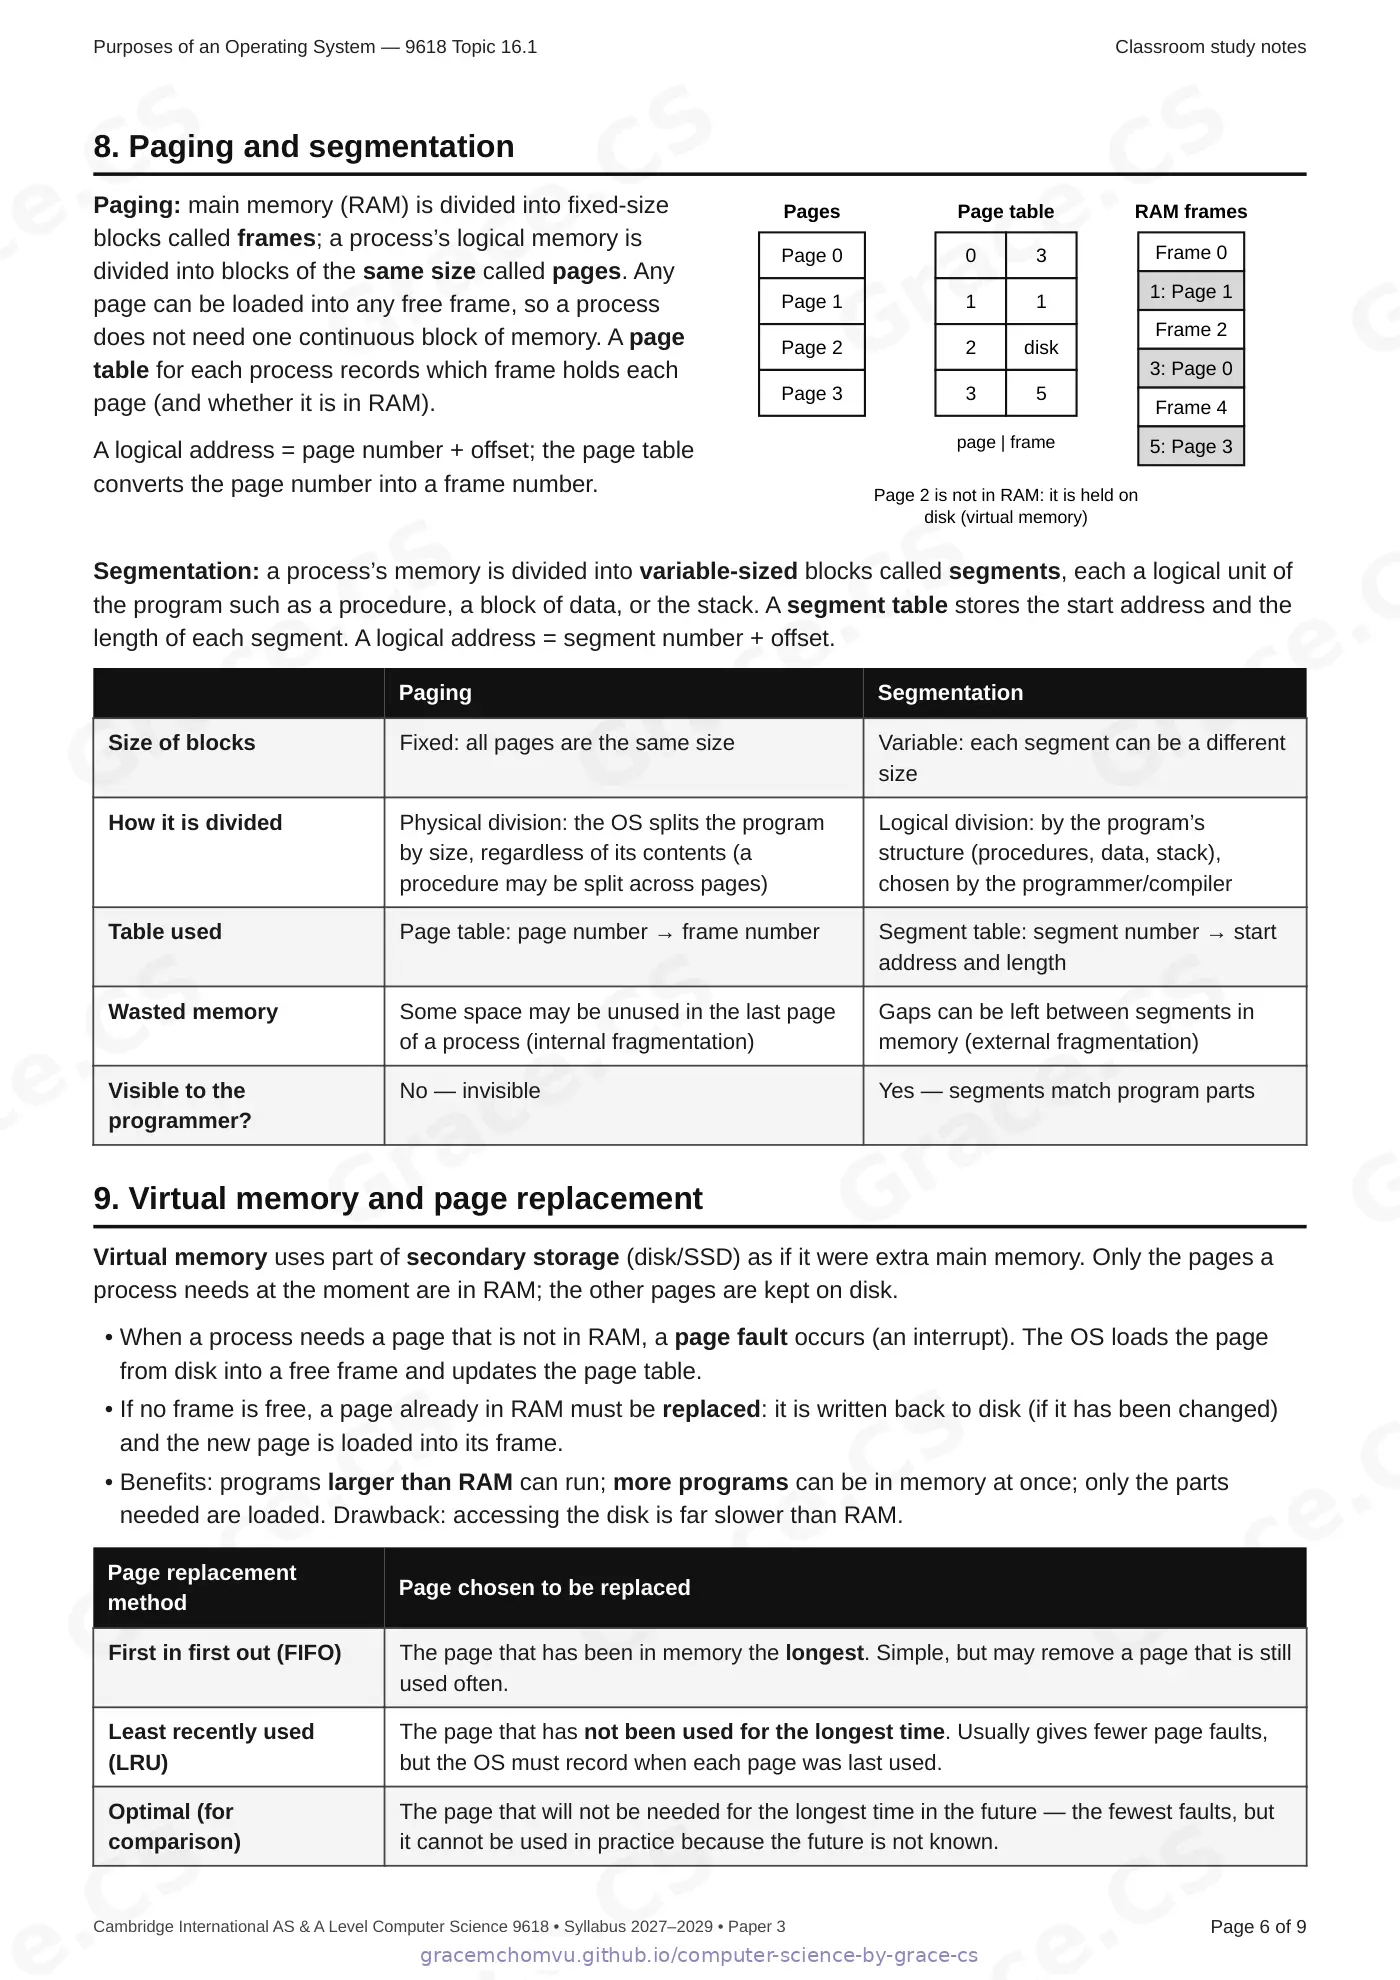 Purposes of an Operating System — 9618 Topic 16.1
Classroom study notes
8. Paging and segmentation
Paging: main memory (RAM) is divided into fixed-size
blocks called frames; a process’s logical memory is
divided into blocks of the same size called pages. Any
page can be loaded into any free frame, so a process
does not need one continuous block of memory. A page
table for each process records which frame holds each
page (and whether it is in RAM).
A logical address = page number + offset; the page table
converts the page number into a frame number.
Pages
Page 0
Page 1
Page 2
Page 3
Page table
0 3
1 1
2 disk
3 5
page | frame
RAM frames
Frame 0
1: Page 1
Frame 2
3: Page 0
Frame 4
5: Page 3
Page 2 is not in RAM: it is held on
disk (virtual memory)
Segmentation: a process’s memory is divided into variable-sized blocks called segments, each a logical unit of
the program such as a procedure, a block of data, or the stack. A segment table stores the start address and the
length of each segment. A logical address = segment number + offset.
Paging
Segmentation
Size of blocks
Fixed: all pages are the same size
Variable: each segment can be a different
size
How it is divided
Physical division: the OS splits the program
by size, regardless of its contents (a
procedure may be split across pages)
Logical division: by the program’s
structure (procedures, data, stack),
chosen by the programmer/compiler
Table used
Page table: page number → frame number
Segment table: segment number → start
address and length
Wasted memory
Some space may be unused in the last page
of a process (internal fragmentation)
Gaps can be left between segments in
memory (external fragmentation)
Visible to the
programmer?
No — invisible
Yes — segments match program parts
9. Virtual memory and page replacement
Virtual memory uses part of secondary storage (disk/SSD) as if it were extra main memory. Only the pages a
process needs at the moment are in RAM; the other pages are kept on disk.
• When a process needs a page that is not in RAM, a page fault occurs (an interrupt). The OS loads the page
from disk into a free frame and updates the page table.
• If no frame is free, a page already in RAM must be replaced: it is written back to disk (if it has been changed)
and the new page is loaded into its frame.
• Benefits: programs larger than RAM can run; more programs can be in memory at once; only the parts
needed are loaded. Drawback: accessing the disk is far slower than RAM.
Page replacement
method
Page chosen to be replaced
First in first out (FIFO)
The page that has been in memory the longest. Simple, but may remove a page that is still
used often.
Least recently used
(LRU)
The page that has not been used for the longest time. Usually gives fewer page faults,
but the OS must record when each page was last used.
Optimal (for
comparison)
The page that will not be needed for the longest time in the future — the fewest faults, but
it cannot be used in practice because the future is not known.
Cambridge International AS & A Level Computer Science 9618 • Syllabus 2027–2029 • Paper 3
Page 6 of 9
gracemchomvu.github.io/computer-science-by-grace-cs